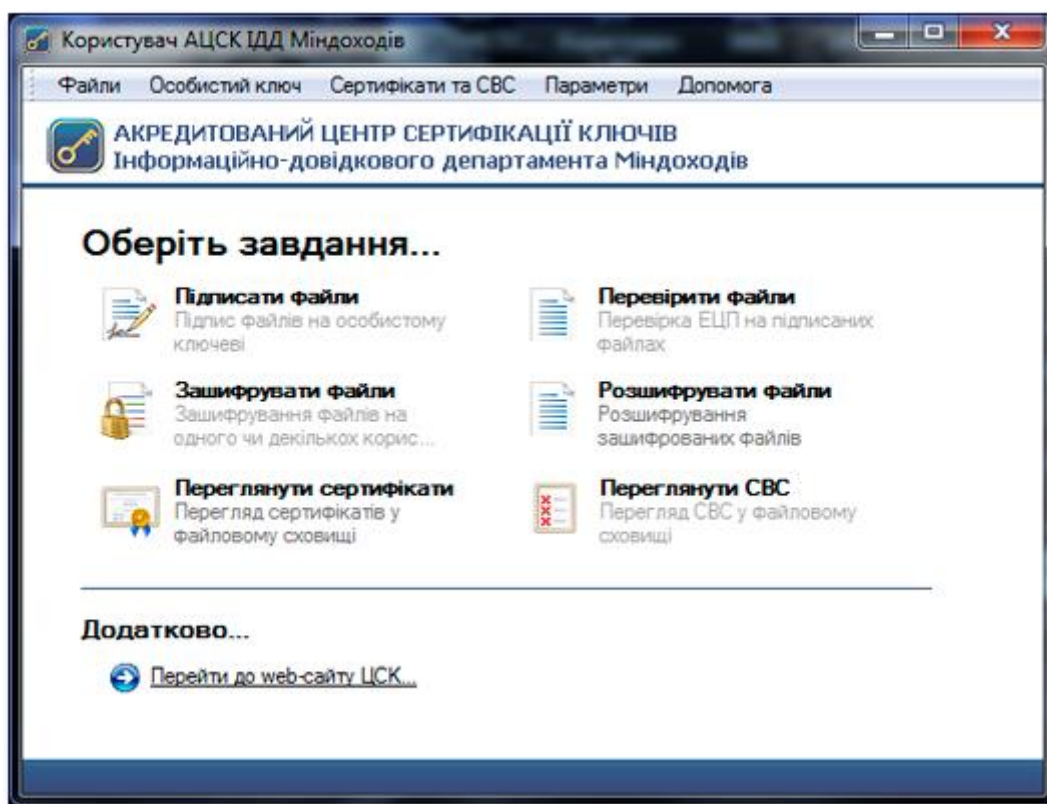 Користувач АЦСК ІДД Міндоходів
Файли Особистий ключ Сертифікати та СВС Параметри Допомога
АКРЕДИТОВАНИЙ ЦЕНТР СЕРТИФІКАЦІЇ КЛЮЧІВ
Інформаційно-довідкового департамента Міндоходів
Оберіть завдання...
Підписати файли
Підпис файлів на особистому
ключеві
Перевірити файли
Перевірка ЕЦП на підписаних
файлах
Зашифрувати файли
Зашифрування файлів на
одного чи декількох корис...
Розшифрувати файли
Розшифрування
зашифрованих файлів
Переглянути сертифікати
Перегляд сертифікатів у
файловому сховищі
Переглянути СВС
Перегляд СВС у файловому
сховищі
Додатково...
Перейти до web-сайту ЦСК...